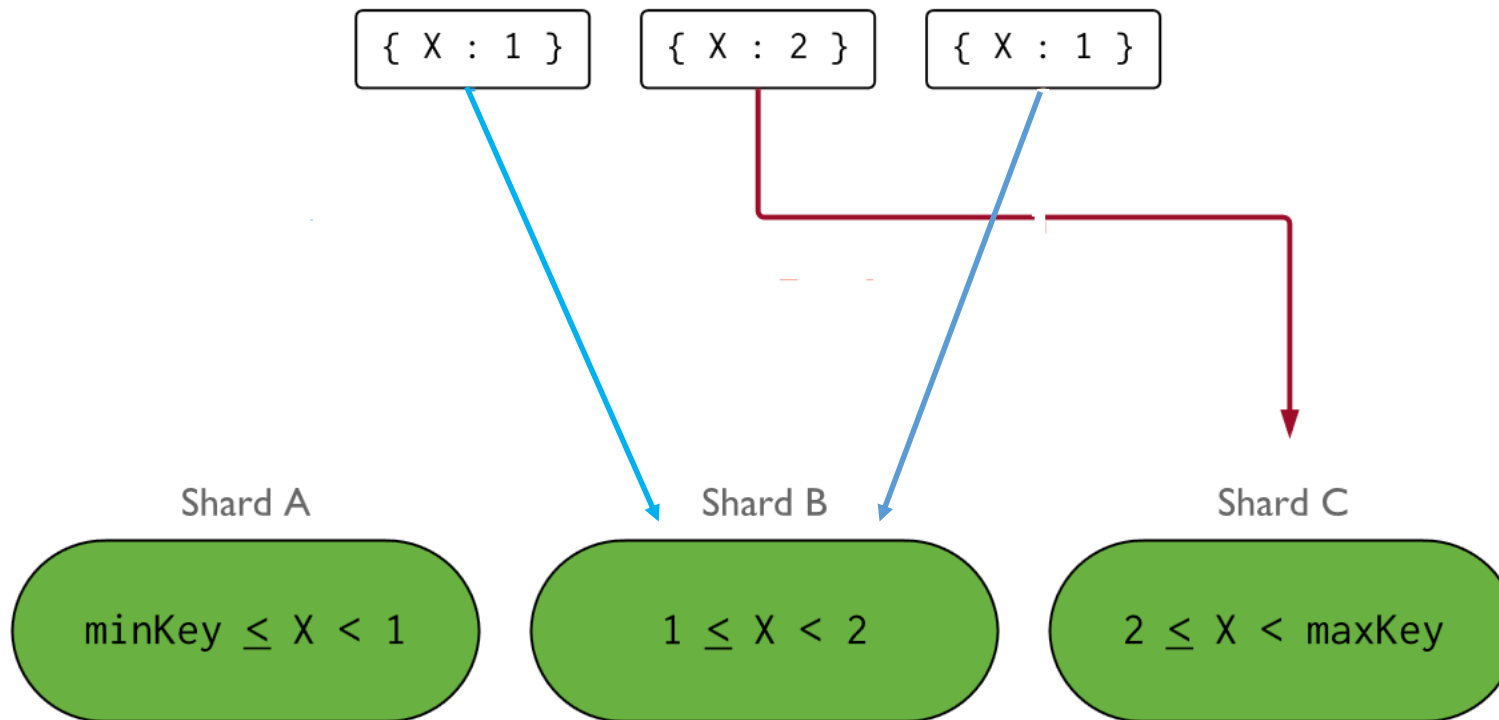 { X : 1 } { X : 2 } { X : 1 }
Shard A Shard B Shard C
minKey ≤ X < 1 1 ≤ X < 2 2 ≤ X < maxKey